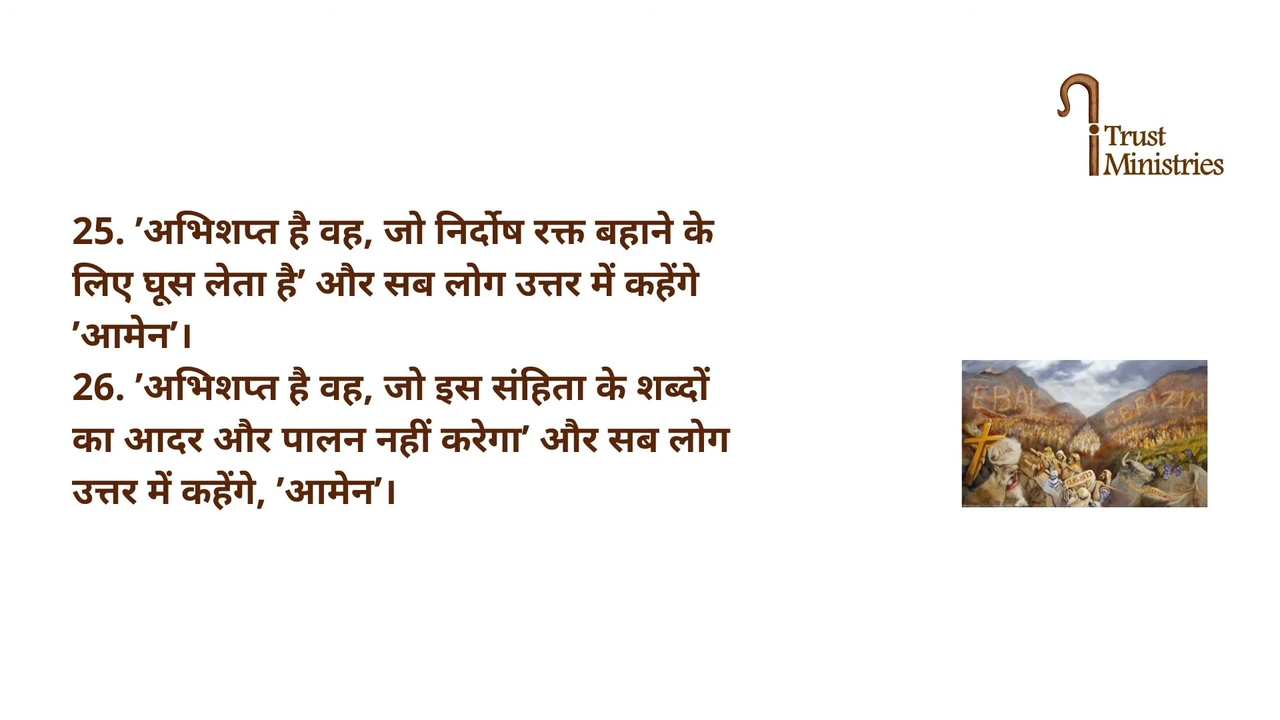 Trust
Ministries
25. ’अभिशप्त है वह, जो निर्दोष रक्त बहाने के
लिए घूस लेता है’ और सब लोग उत्तर में कहेंगे
’आमेन’।
26. ’अभिशप्त है वह, जो इस संहिता के शब्दों
का आदर और पालन नहीं करेगा’ और सब लोग
उत्तर में कहेंगे, ’आमेन’।
EBAL